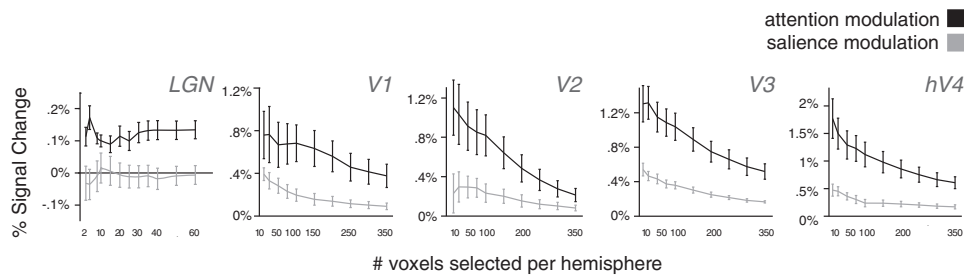 attention modulation
salience modulation
LGN
V1
V2
V3
hV4
% Signal Change
.2%
.1%
0%
-.1%
2 10 20 30 40 60
1.2%
.8%
.4%
0%
10 50 100 150 250 350
1.2%
.8%
.4%
0%
10 50 100 200 350
1.2%
.8%
.4%
0%
10 50 100 200 350
2%
1.5%
1%
.5%
0%
10 50 100 200 350
# voxels selected per hemisphere